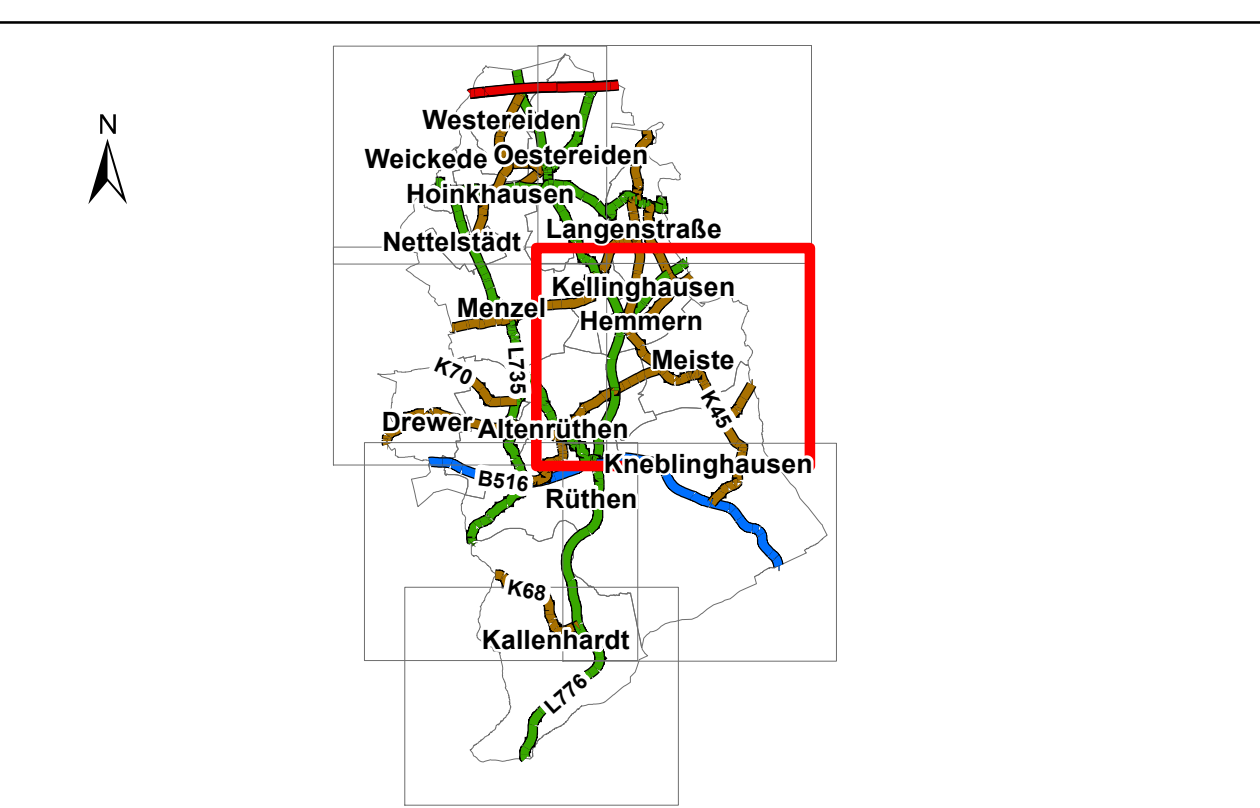 N
Westereiden
Weickede
Oestereiden
Hoinkhausen
Langenstraße
Nettelstädt
Kellinghausen
Menzel
Hemmern
Meiste
L735
K70
K45
Drewer
Altenrüthen
Kneblinghausen
B516
Rüthen
K68
Kallenhardt
L776